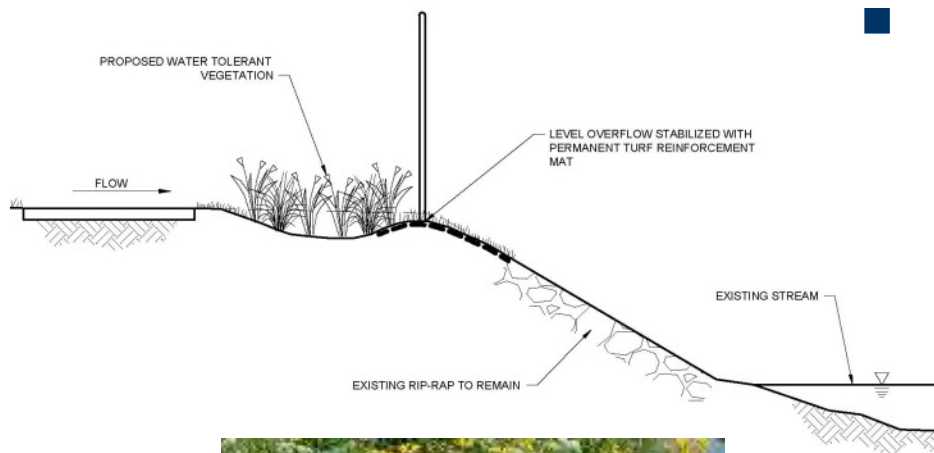 PROPOSED WATER TOLERANT
VEGETATION
LEVEL OVERFLOW STABILIZED WITH
PERMANENT TURF REINFORCEMENT
MAT
FLOW
EXISTING STREAM
EXISTING RIP-RAP TO REMAIN